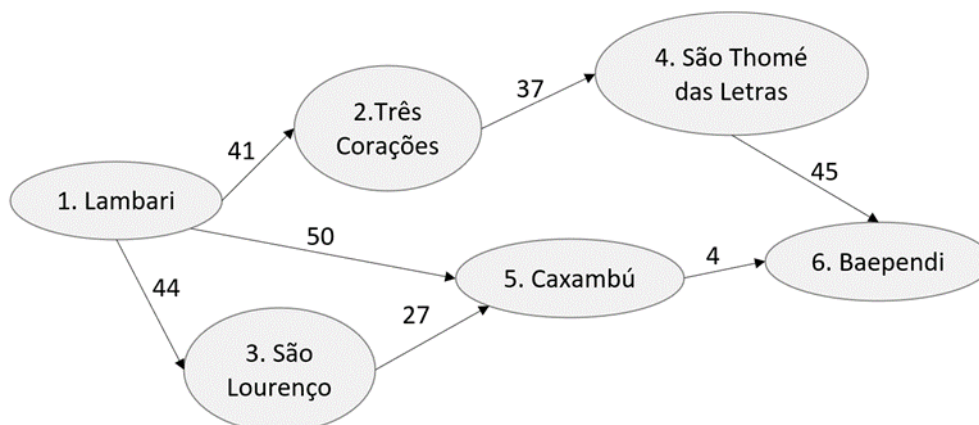 4. São Thomé
das Letras
37
2.Três
Corações
41
45
1. Lambari
50
4
6. Baependi
5. Caxambú
44
27
3. São
Lourenço